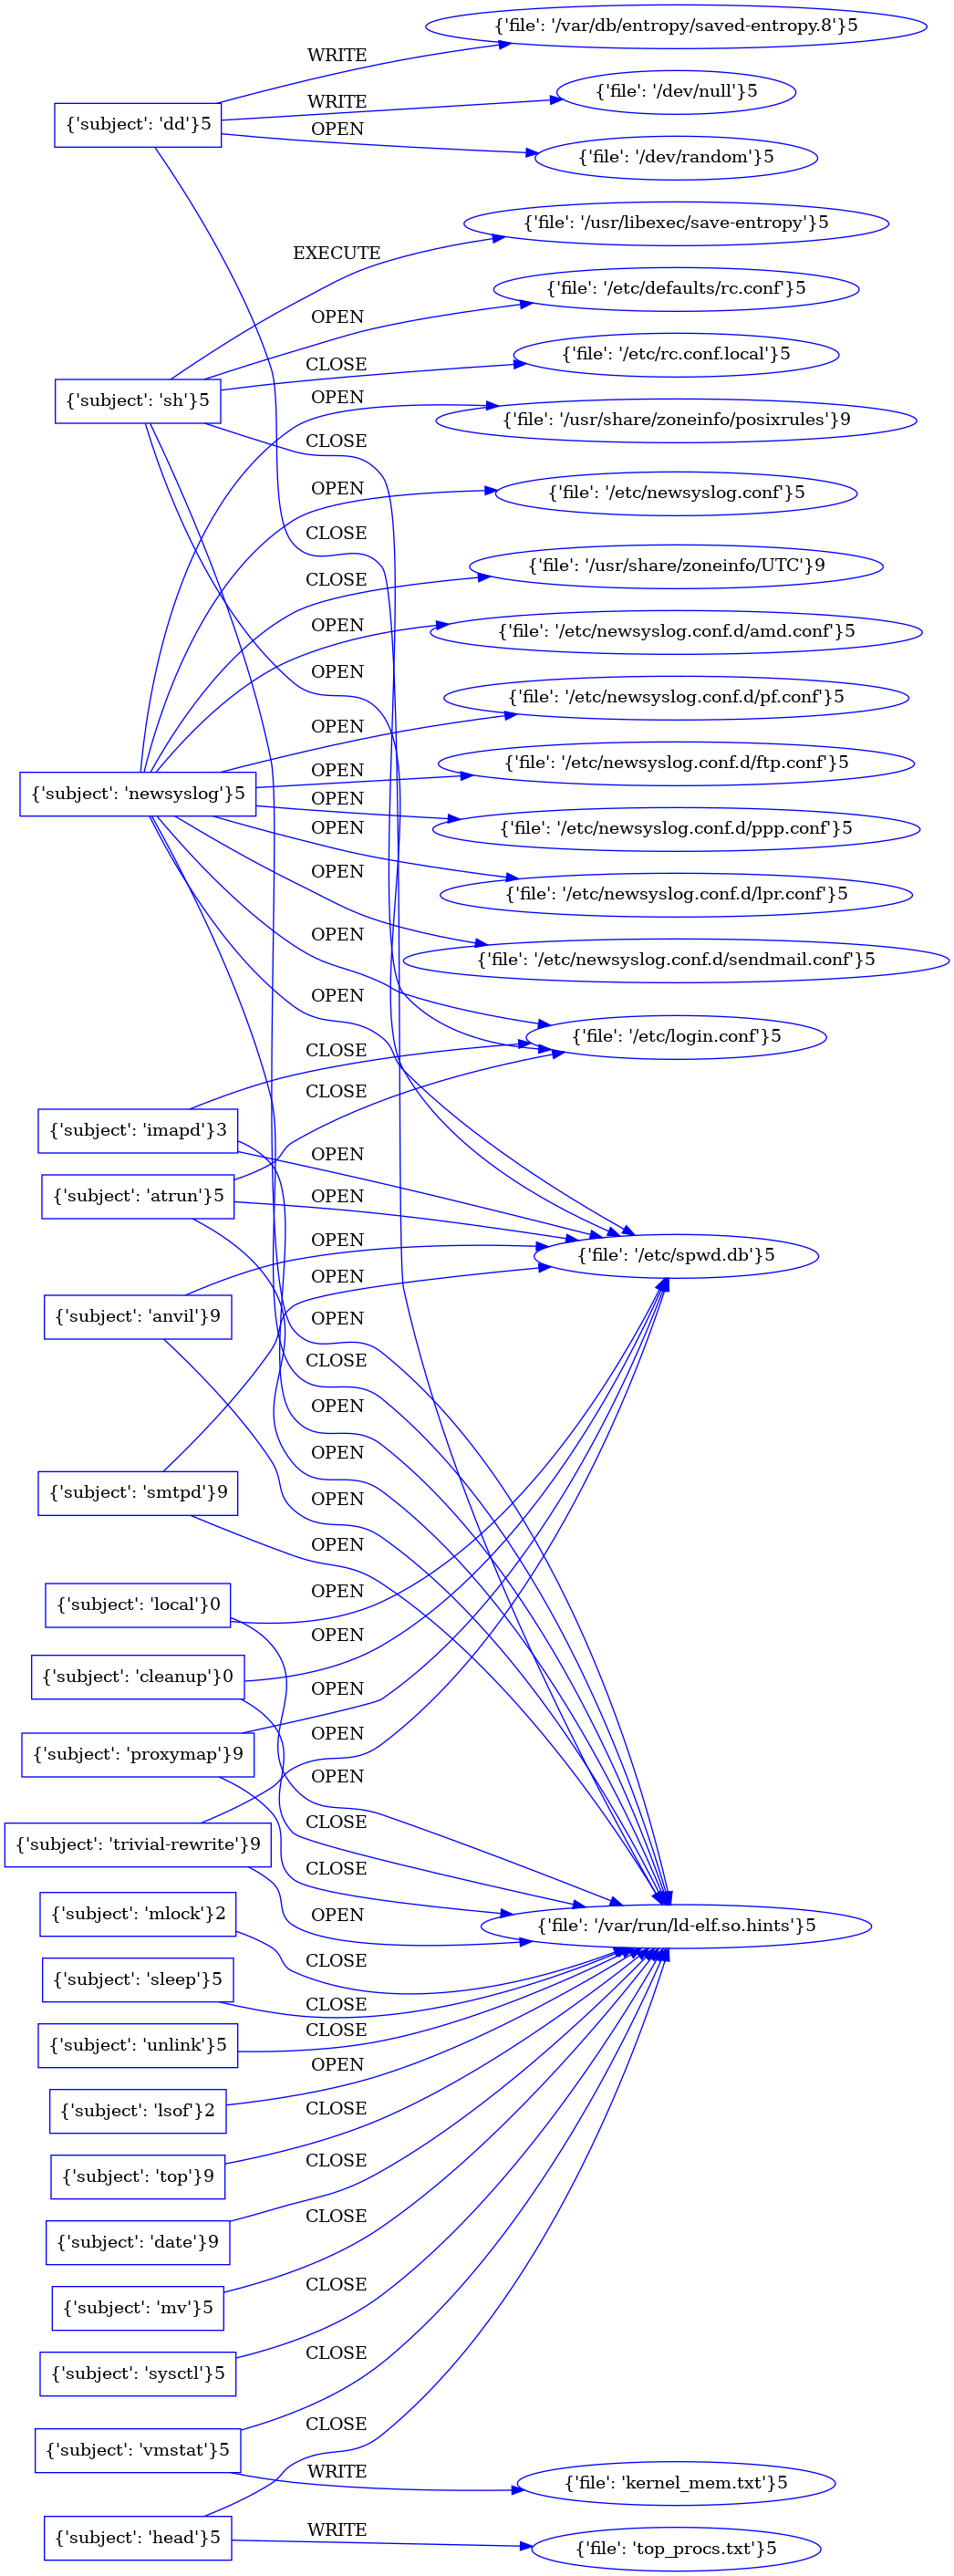 {'file': '/var/db/entropy/saved-entropy.8'}5
WRITE
{'file': '/dev/null'}5
WRITE
{'subject': 'dd'}5
OPEN
{'file': '/dev/random'}5
{'file': '/usr/libexec/save-entropy'}5
EXECUTE
{'file': '/etc/defaults/rc.conf'}5
OPEN
{'file': '/etc/rc.conf.local'}5
CLOSE
{'subject': 'sh'}5
OPEN
{'file': '/usr/share/zoneinfo/posixrules'}9
CLOSE
OPEN
{'file': '/etc/newsyslog.conf'}5
CLOSE
{'file': '/usr/share/zoneinfo/UTC'}9
CLOSE
OPEN
{'file': '/etc/newsyslog.conf.d/amd.conf'}5
OPEN
{'file': '/etc/newsyslog.conf.d/pf.conf'}5
OPEN
{'file': '/etc/newsyslog.conf.d/ftp.conf'}5
OPEN
{'subject': 'newsyslog'}5
OPEN
{'file': '/etc/newsyslog.conf.d/ppp.conf'}5
OPEN
OPEN
{'file': '/etc/newsyslog.conf.d/lpr.conf'}5
OPEN
{'file': '/etc/newsyslog.conf.d/sendmail.conf'}5
OPEN
{'file': '/etc/login.conf'}5
CLOSE
CLOSE
{'subject': 'imapd'}3
OPEN
{'subject': 'atrun'}5
OPEN
OPEN
{'file': '/etc/spwd.db'}5
OPEN
{'subject': 'anvil'}9
OPEN
CLOSE
OPEN
OPEN
{'subject': 'smtpd'}9
OPEN
OPEN
OPEN
{'subject': 'local'}0
OPEN
{'subject': 'cleanup'}0
OPEN
OPEN
{'subject': 'proxymap'}9
OPEN
CLOSE
{'subject': 'trivial-rewrite'}9
CLOSE
OPEN
{'subject': 'mlock'}2
{'file': '/var/run/ld-elf.so.hints'}5
CLOSE
{'subject': 'sleep'}5
CLOSE
CLOSE
{'subject': 'unlink'}5
OPEN
{'subject': 'lsof'}2
CLOSE
CLOSE
{'subject': 'top'}9
CLOSE
{'subject': 'date'}9
CLOSE
{'subject': 'mv'}5
CLOSE
{'subject': 'sysctl'}5
CLOSE
{'subject': 'vmstat'}5
WRITE
{'file': 'kernel_mem.txt'}5
WRITE
{'subject': 'head'}5
{'file': 'top_procs.txt'}5